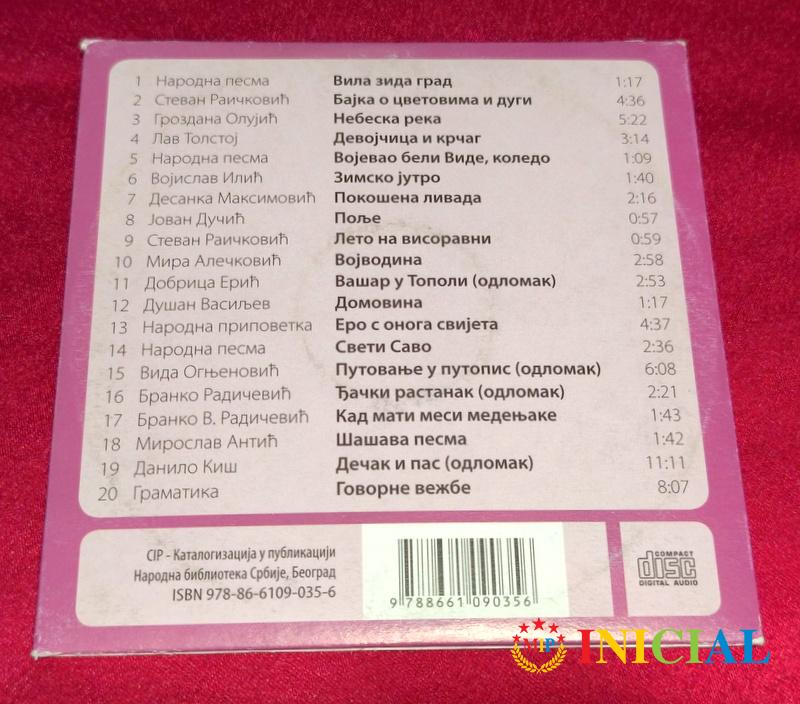 1 Народна песма Вила зида град 1:17
2 Стеван Раичковић Бајка о цветовима и дуги 4:36
3 Гроздана Олујић Небеска река 5:22
4 Лав Толстој Девојчица и крчаг 3:14
5 Народна песма Војевао бели Виде, коледо 1:09
6 Војислав Илић Зимско јутро 1:40
7 Десанка Максимовић Покошена ливада 2:16
8 Јован Дучић Поље 0:57
9 Стеван Раичковић Лето на висоравни 0:59
10 Мира Алечковић Војводина 2:58
11 Добрица Ерић Вашар у Тополи (одломак) 2:53
12 Душан Васиљев Домовина 1:17
13 Народна приповетка Еро с онога свијета 4:37
14 Народна песма Свети Саво 2:36
15 Вида Огњеновић Путовање у путопис (одломак) 6:08
16 Бранко Радичевић Ђачки растанак (одломак) 2:21
17 Бранко В. Радичевић Кад мати меси медењаке 1:43
18 Мирослав Антић Шашава песма 1:42
19 Данило Киш Дечак и пас (одломак) 11:11
20 Граматика Говорне вежбе 8:07
CIP - Каталогизација у публикацији
Народна библиотека Србије, Београд
ISBN 978-86-6109-035-6
9 788661 090356
COMPACT
disc
DIGITAL AUDIO
VIP INICIAL